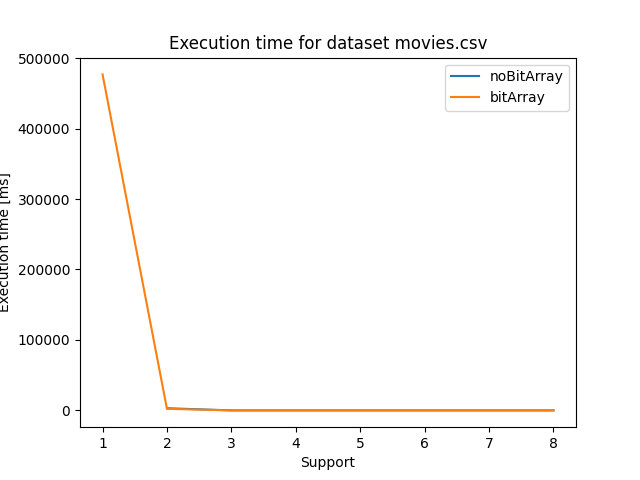 Execution time for dataset movies.csv
noBitArray
bitArray
Execution time [ms]
500000
400000
300000
200000
100000
0
1 2 3 4 5 6 7 8
Support